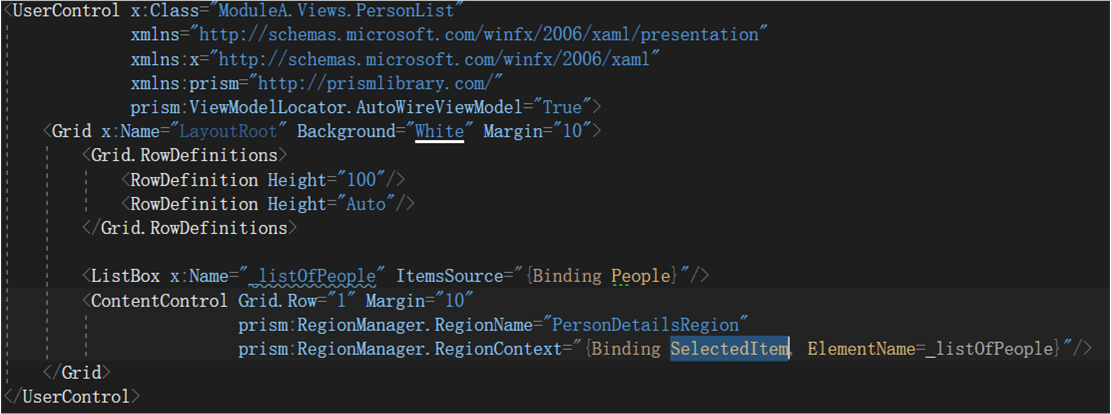 <UserControl x:Class="ModuleA.Views.PersonList"
xmlns="http://schemas.microsoft.com/winfx/2006/xaml/presentation"
xmlns:x="http://schemas.microsoft.com/winfx/2006/xaml"
xmlns:prism="http://prismlibrary.com/"
prism:ViewModelLocator.AutoWireViewModel="True">
<Grid x:Name="LayoutRoot" Background="White" Margin="10">
<Grid.RowDefinitions>
<RowDefinition Height="100"/>
<RowDefinition Height="Auto"/>
</Grid.RowDefinitions>
<ListBox x:Name="_listOfPeople" ItemsSource="{Binding People}"/>
<ContentControl Grid.Row="1" Margin="10"
prism:RegionManager.RegionName="PersonDetailsRegion"
prism:RegionManager.RegionContext="{Binding SelectedItem, ElementName=_listOfPeople}"/>
</Grid>
</UserControl>